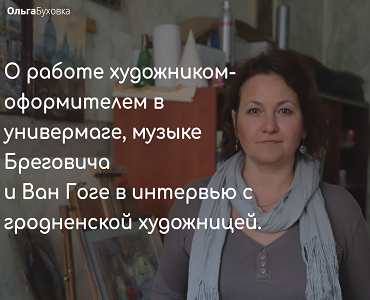 ОльгаБуховка
О работе художником-
оформителем в
универмаге, музыке
Бреговича
и Ван Гоге в интервью с
гродненской художницей.